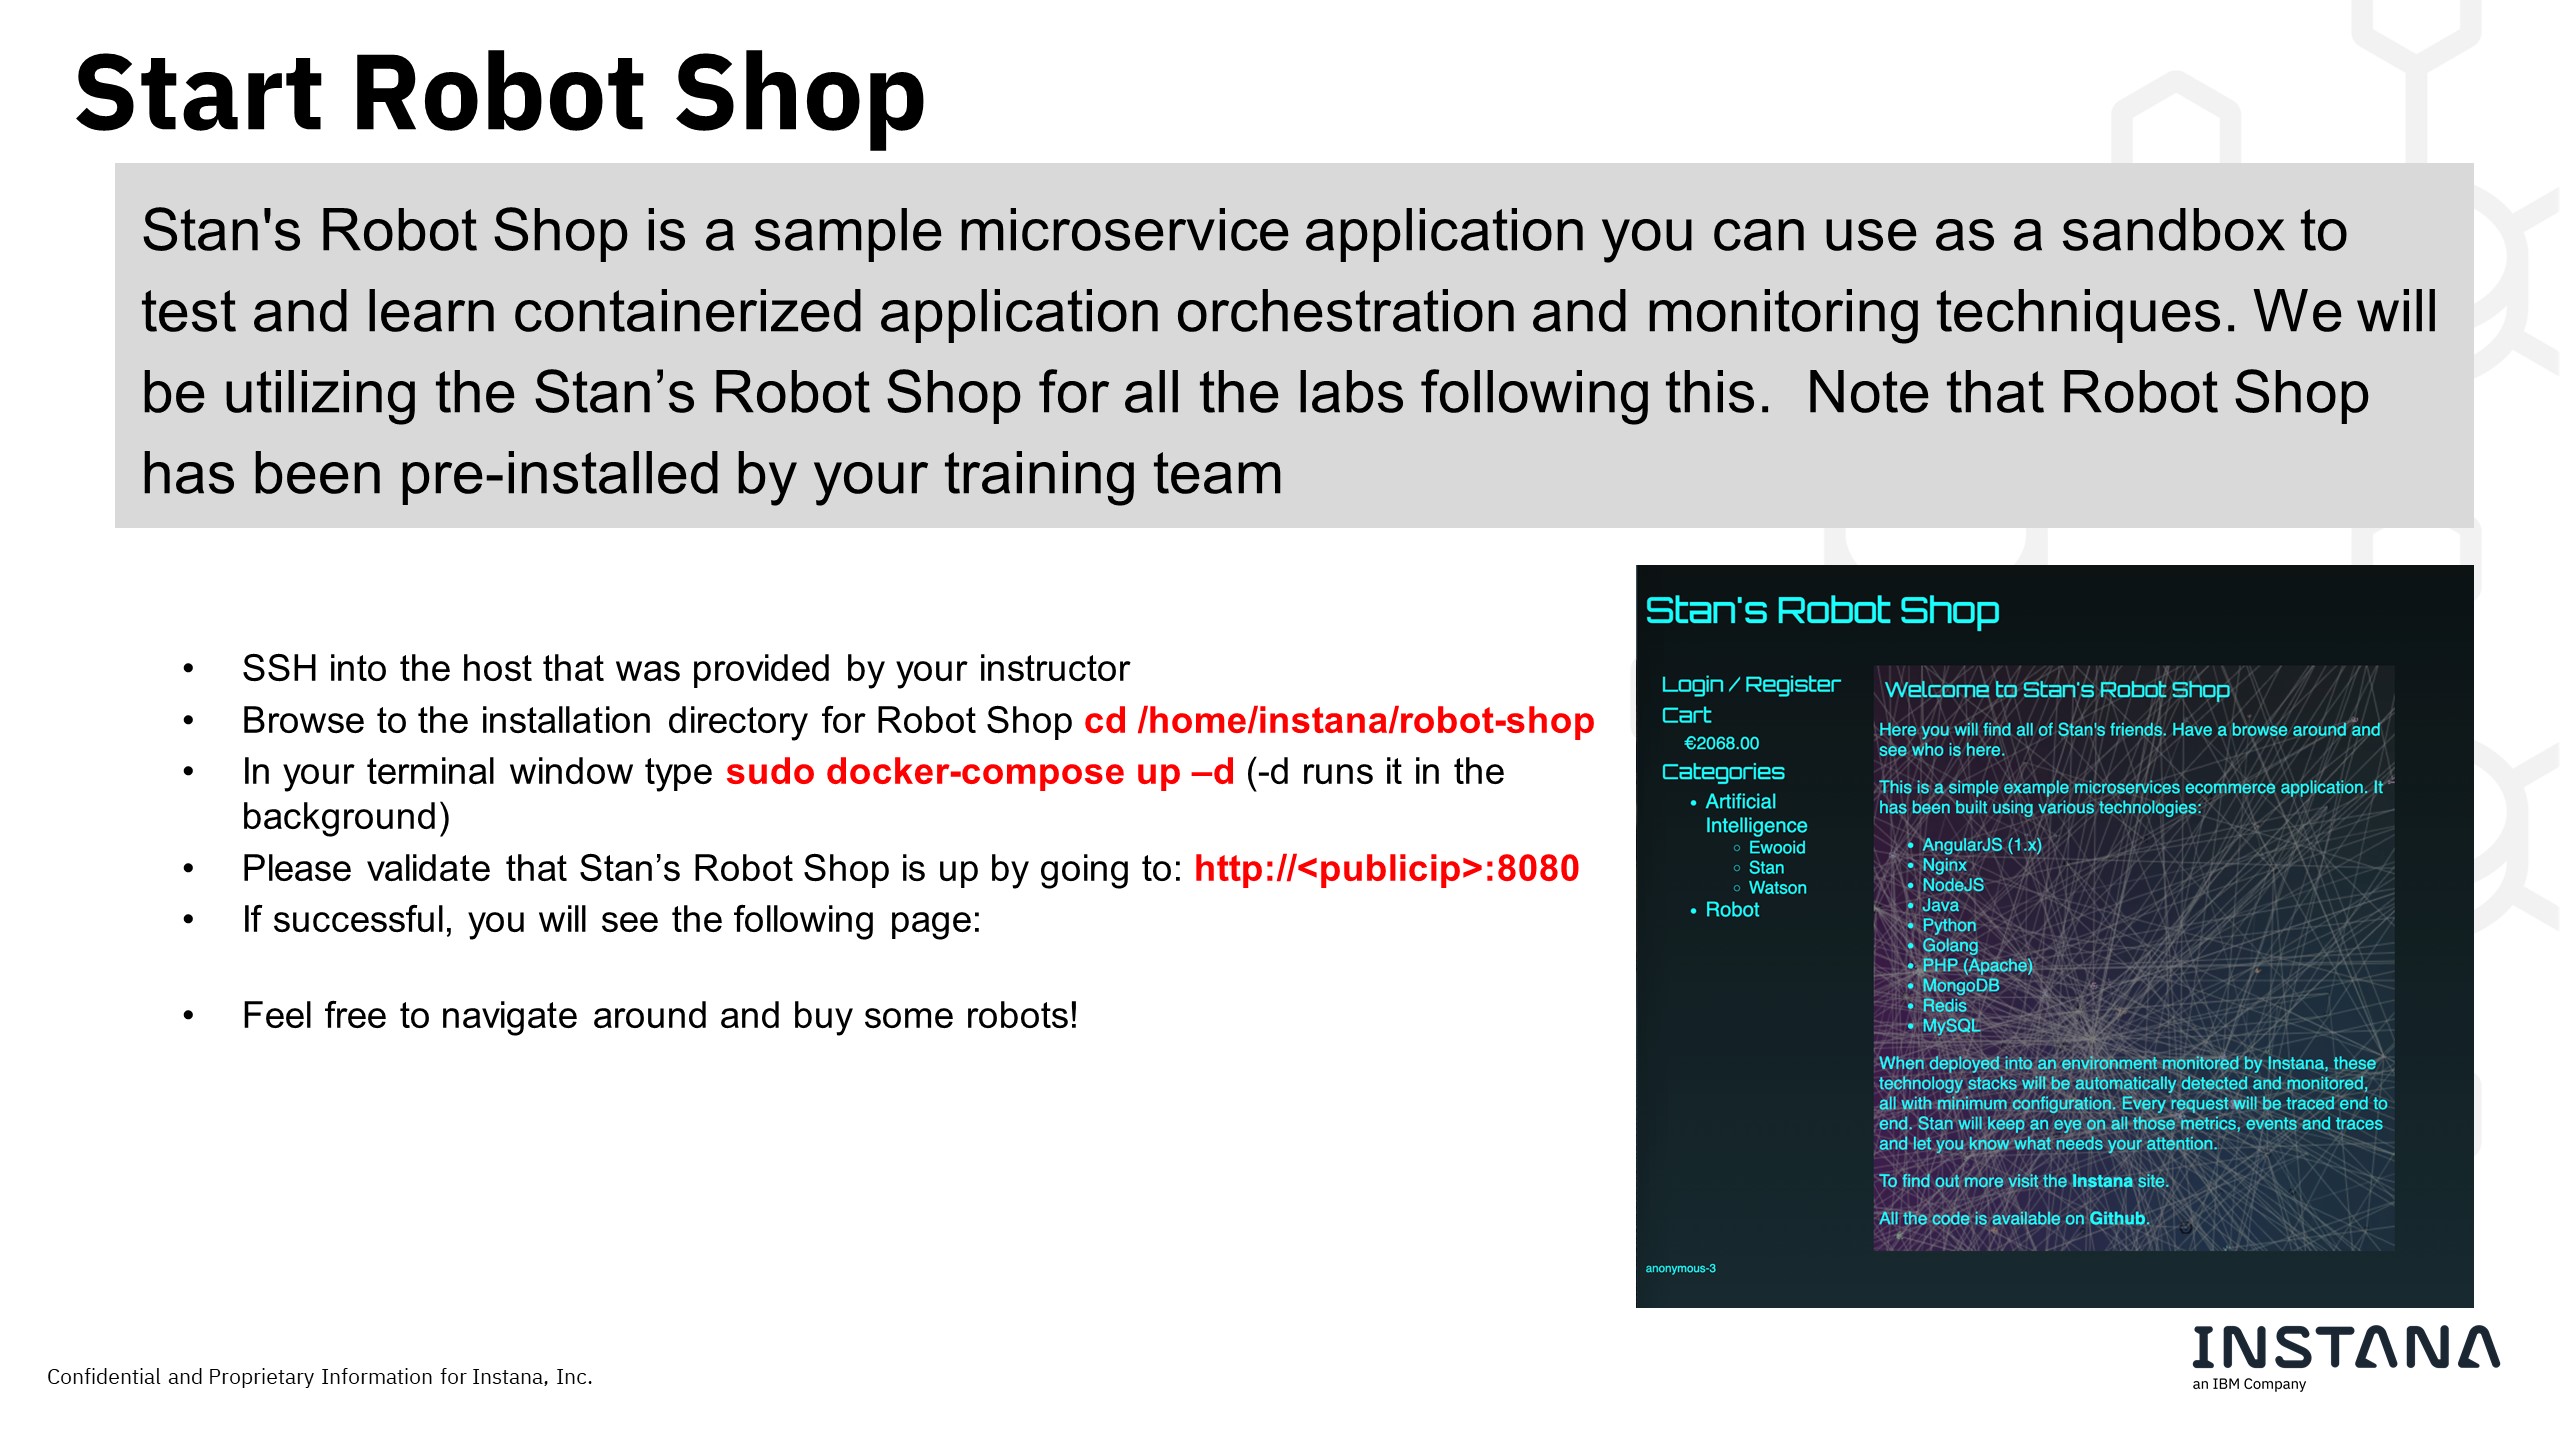 Start Robot Shop
Stan's Robot Shop is a sample microservice application you can use as a sandbox to
test and learn containerized application orchestration and monitoring techniques. We will
be utilizing the Stan’s Robot Shop for all the labs following this.  Note that Robot Shop
has been pre-installed by your training team
• SSH into the host that was provided by your instructor
• Browse to the installation directory for Robot Shop cd /home/instana/robot-shop
• In your terminal window type sudo docker-compose up –d (-d runs it in the
background)
• Please validate that Stan’s Robot Shop is up by going to: http://<publicip>:8080
• If successful, you will see the following page:
• Feel free to navigate around and buy some robots!
Stan's Robot Shop
Login / Register
Cart
€2068.00
Categories
• Artificial
Intelligence
◦ Ewooid
◦ Stan
◦ Watson
• Robot
Welcome to Stan's Robot Shop
Here you will find all of Stan's friends. Have a browse around and
see who is here.
This is a simple example microservices ecommerce application. It
has been built using various technologies:
• AngularJS (1.x)
• Nginx
• NodeJS
• Java
• Python
• Golang
• PHP (Apache)
• MongoDB
• Redis
• MySQL
When deployed into an environment monitored by Instana, these
technology stacks will be automatically detected and monitored,
all with minimum configuration. Every request will be traced end to
end. Stan will keep an eye on all those metrics, events and traces
and let you know what needs your attention.
To find out more visit the Instana site.
All the code is available on Github.
anonymous-3
Confidential and Proprietary Information for Instana, Inc.
INSTANA
an IBM Company